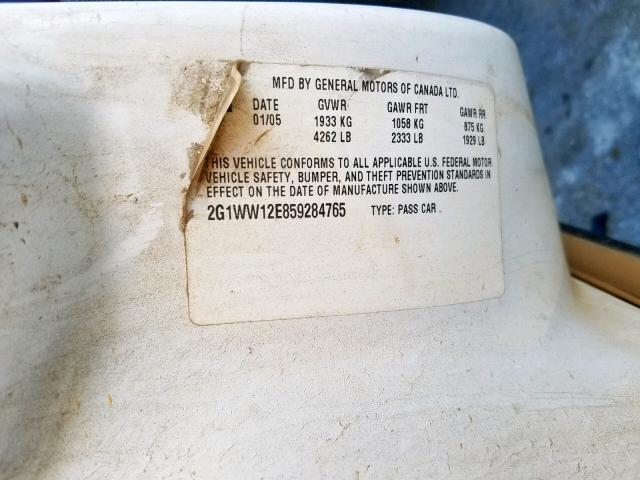 MFD BY GENERAL MOTORS OF CANADA LTD.
DATE GVWR GAWR FRT GAWR RR
01/05 1933 KG 1058 KG 875 KG
4262 LB 2333 LB 1929 LB
THIS VEHICLE CONFORMS TO ALL APPLICABLE U.S. FEDERAL MOTOR
VEHICLE SAFETY, BUMPER, AND THEFT PREVENTION STANDARDS IN
EFFECT ON THE DATE OF MANUFACTURE SHOWN ABOVE.
2G1WW12E859284765 TYPE: PASS CAR